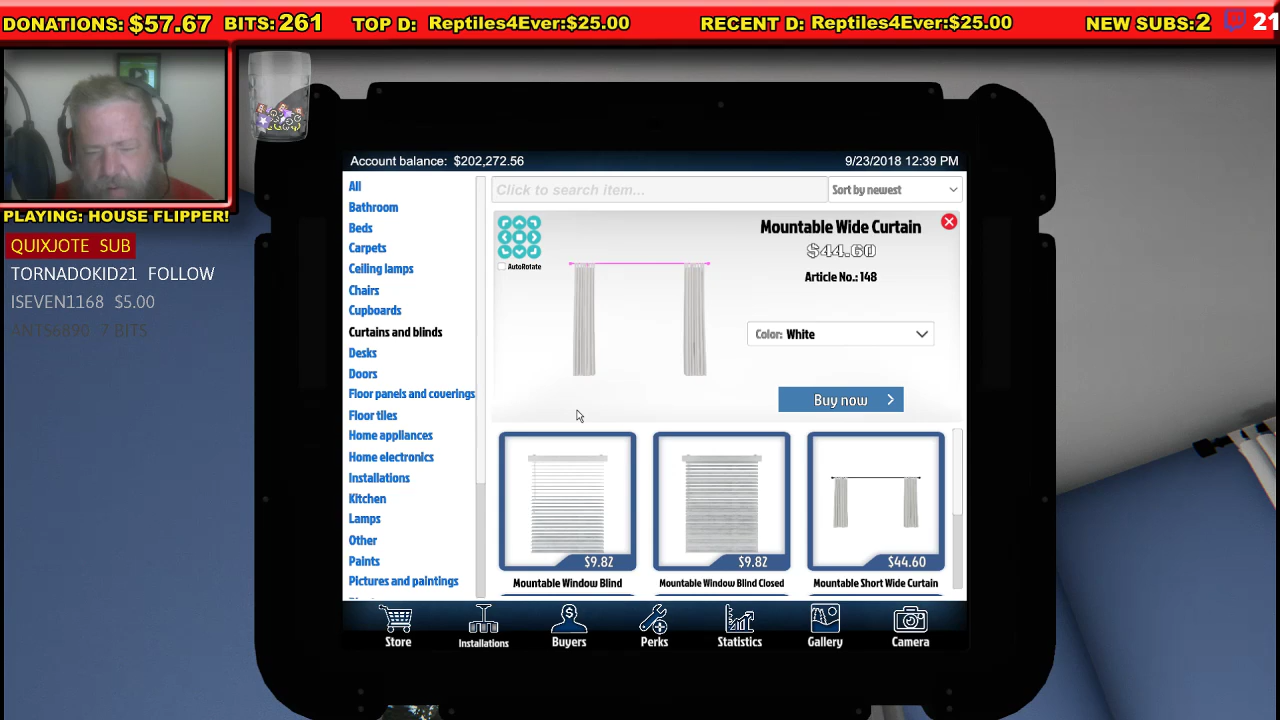 DONATIONS: $57.67 BITS: 261 TOP D: Reptiles4Ever:$25.00 RECENT D: Reptiles4Ever:$25.00 NEW SUBS:2 21
PLAYING: HOUSE FLIPPER!
QUIXJOTE SUB
TORNADOKID21 FOLLOW
ISEVEN1168 $5.00
ANTS6890 7 BITS
Account balance: $202,272.56 9/23/2018 12:39 PM
All
Bathroom
Beds
Carpets
Ceiling lamps
Chairs
Cupboards
Curtains and blinds
Desks
Doors
Floor panels and coverings
Floor tiles
Home appliances
Home electronics
Installations
Kitchen
Lamps
Other
Paints
Pictures and paintings
Click to search item... Sort by newest
AutoRotate
Mountable Wide Curtain
$44.60
Article No.: 148
Color: White
Buy now
$9.82 $9.82 $44.60
Mountable Window Blind Mountable Window Blind Closed Mountable Short Wide Curtain
Store Installations Buyers Perks Statistics Gallery Camera